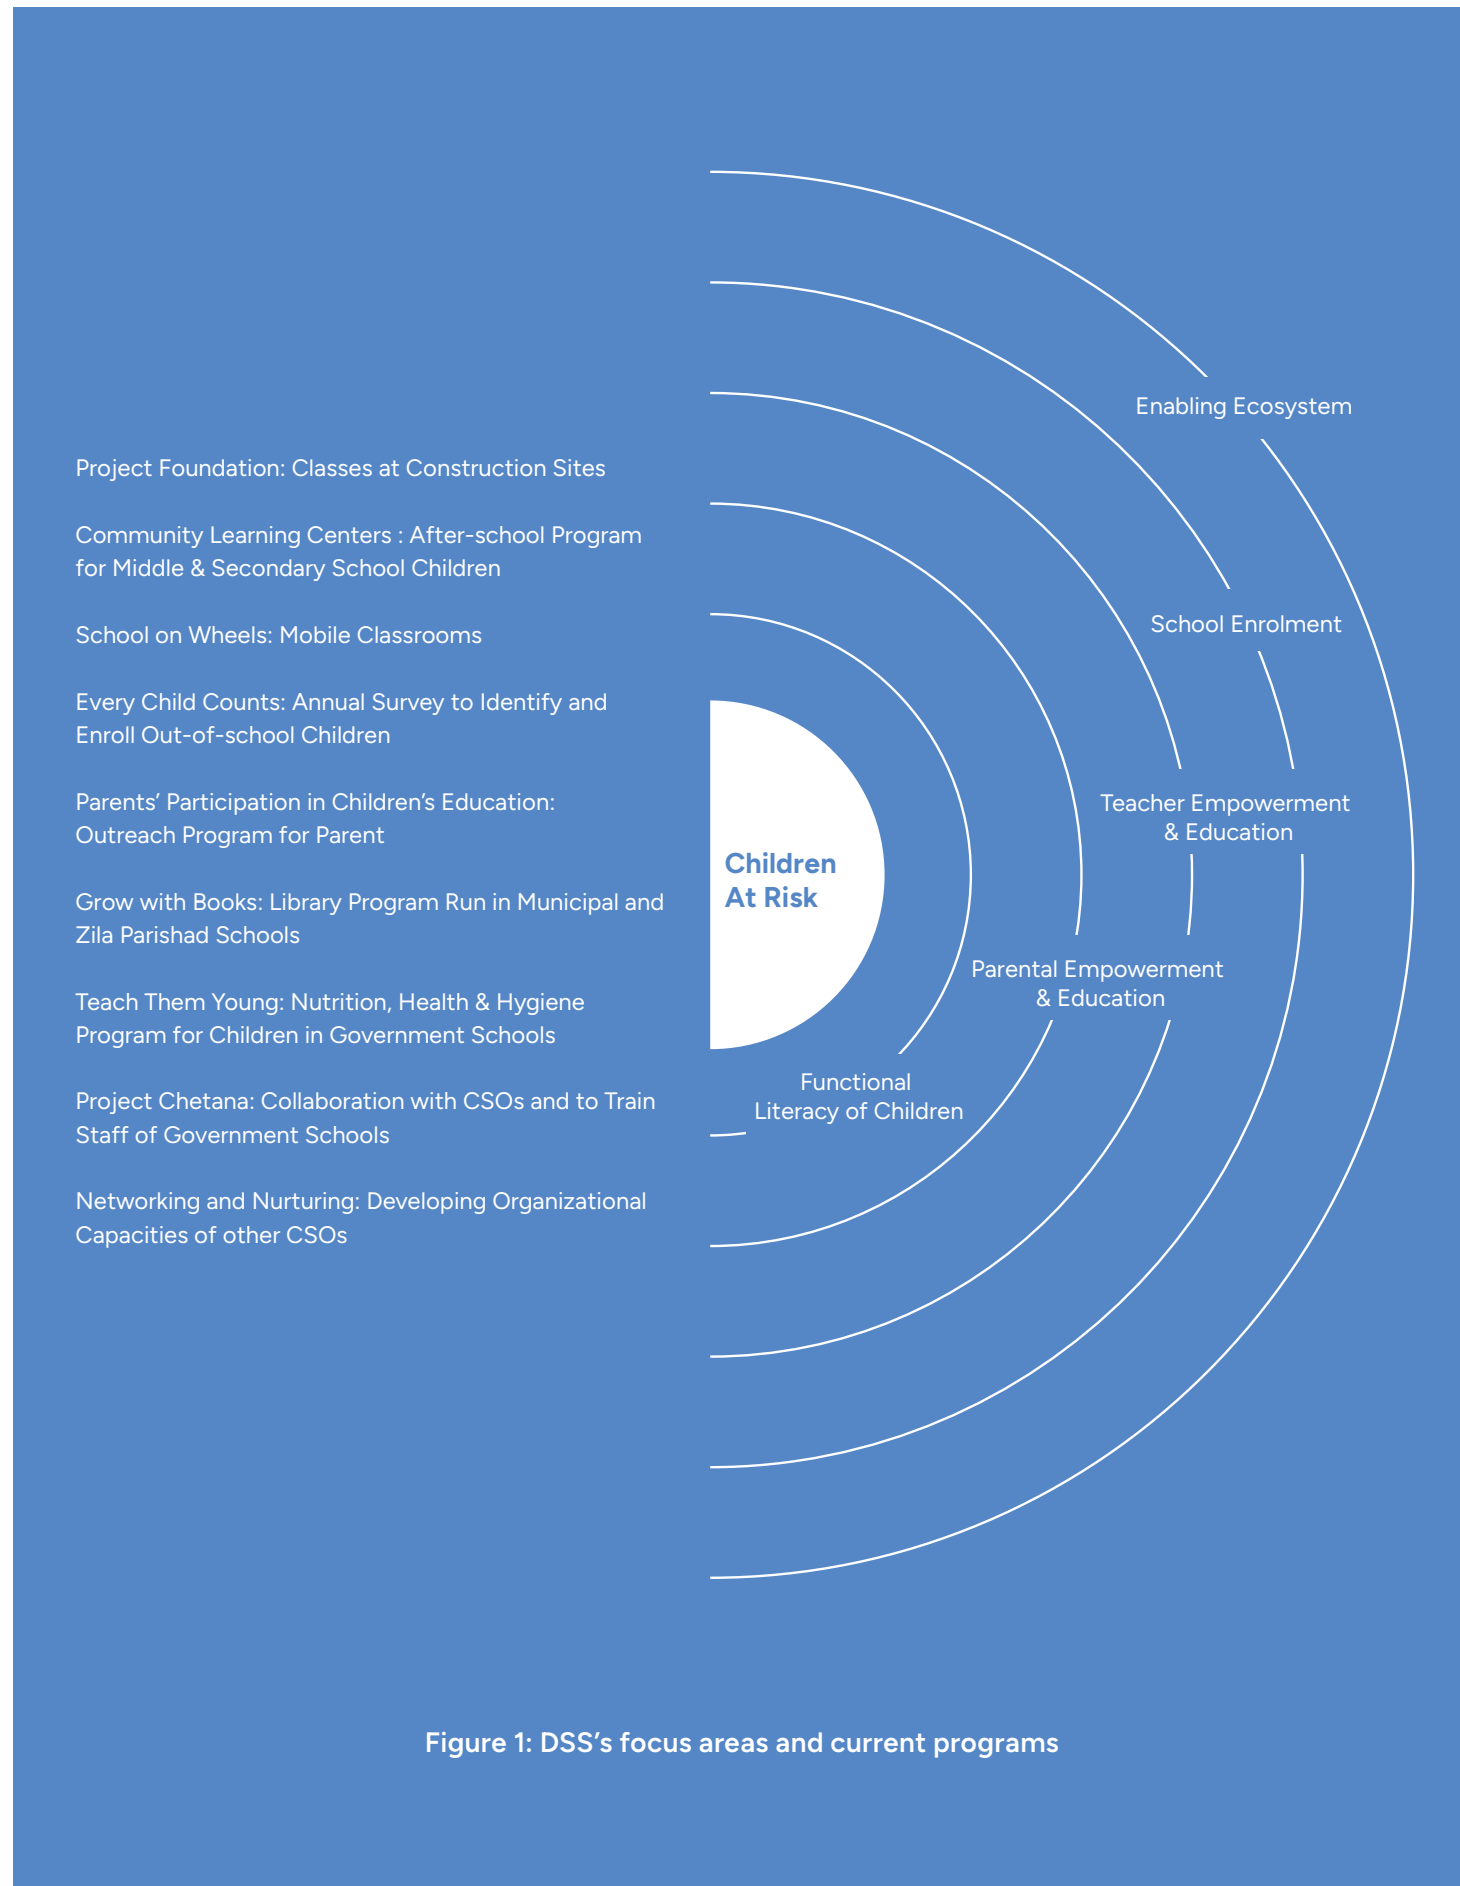 Project Foundation: Classes at Construction Sites
Community Learning Centers : After-school Program
for Middle & Secondary School Children
School on Wheels: Mobile Classrooms
Every Child Counts: Annual Survey to Identify and
Enroll Out-of-school Children
Parents’ Participation in Children’s Education:
Outreach Program for Parent
Grow with Books: Library Program Run in Municipal and
Zila Parishad Schools
Teach Them Young: Nutrition, Health & Hygiene
Program for Children in Government Schools
Project Chetana: Collaboration with CSOs and to Train
Staff of Government Schools
Networking and Nurturing: Developing Organizational
Capacities of other CSOs
Children
At Risk
Enabling Ecosystem
School Enrolment
Teacher Empowerment
& Education
Parental Empowerment
& Education
Functional
Literacy of Children
Figure 1: DSS’s focus areas and current programs